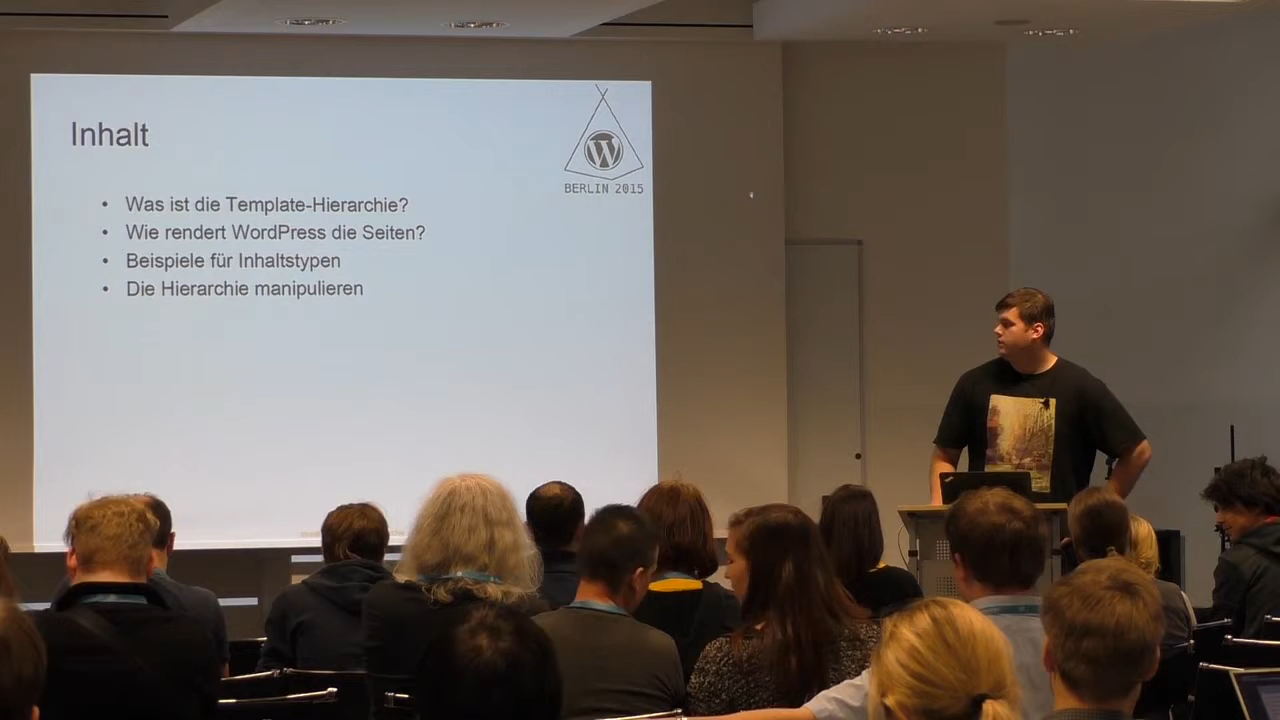 Inhalt
BERLIN 2015
• Was ist die Template-Hierarchie?
• Wie rendert WordPress die Seiten?
• Beispiele für Inhaltstypen
• Die Hierarchie manipulieren